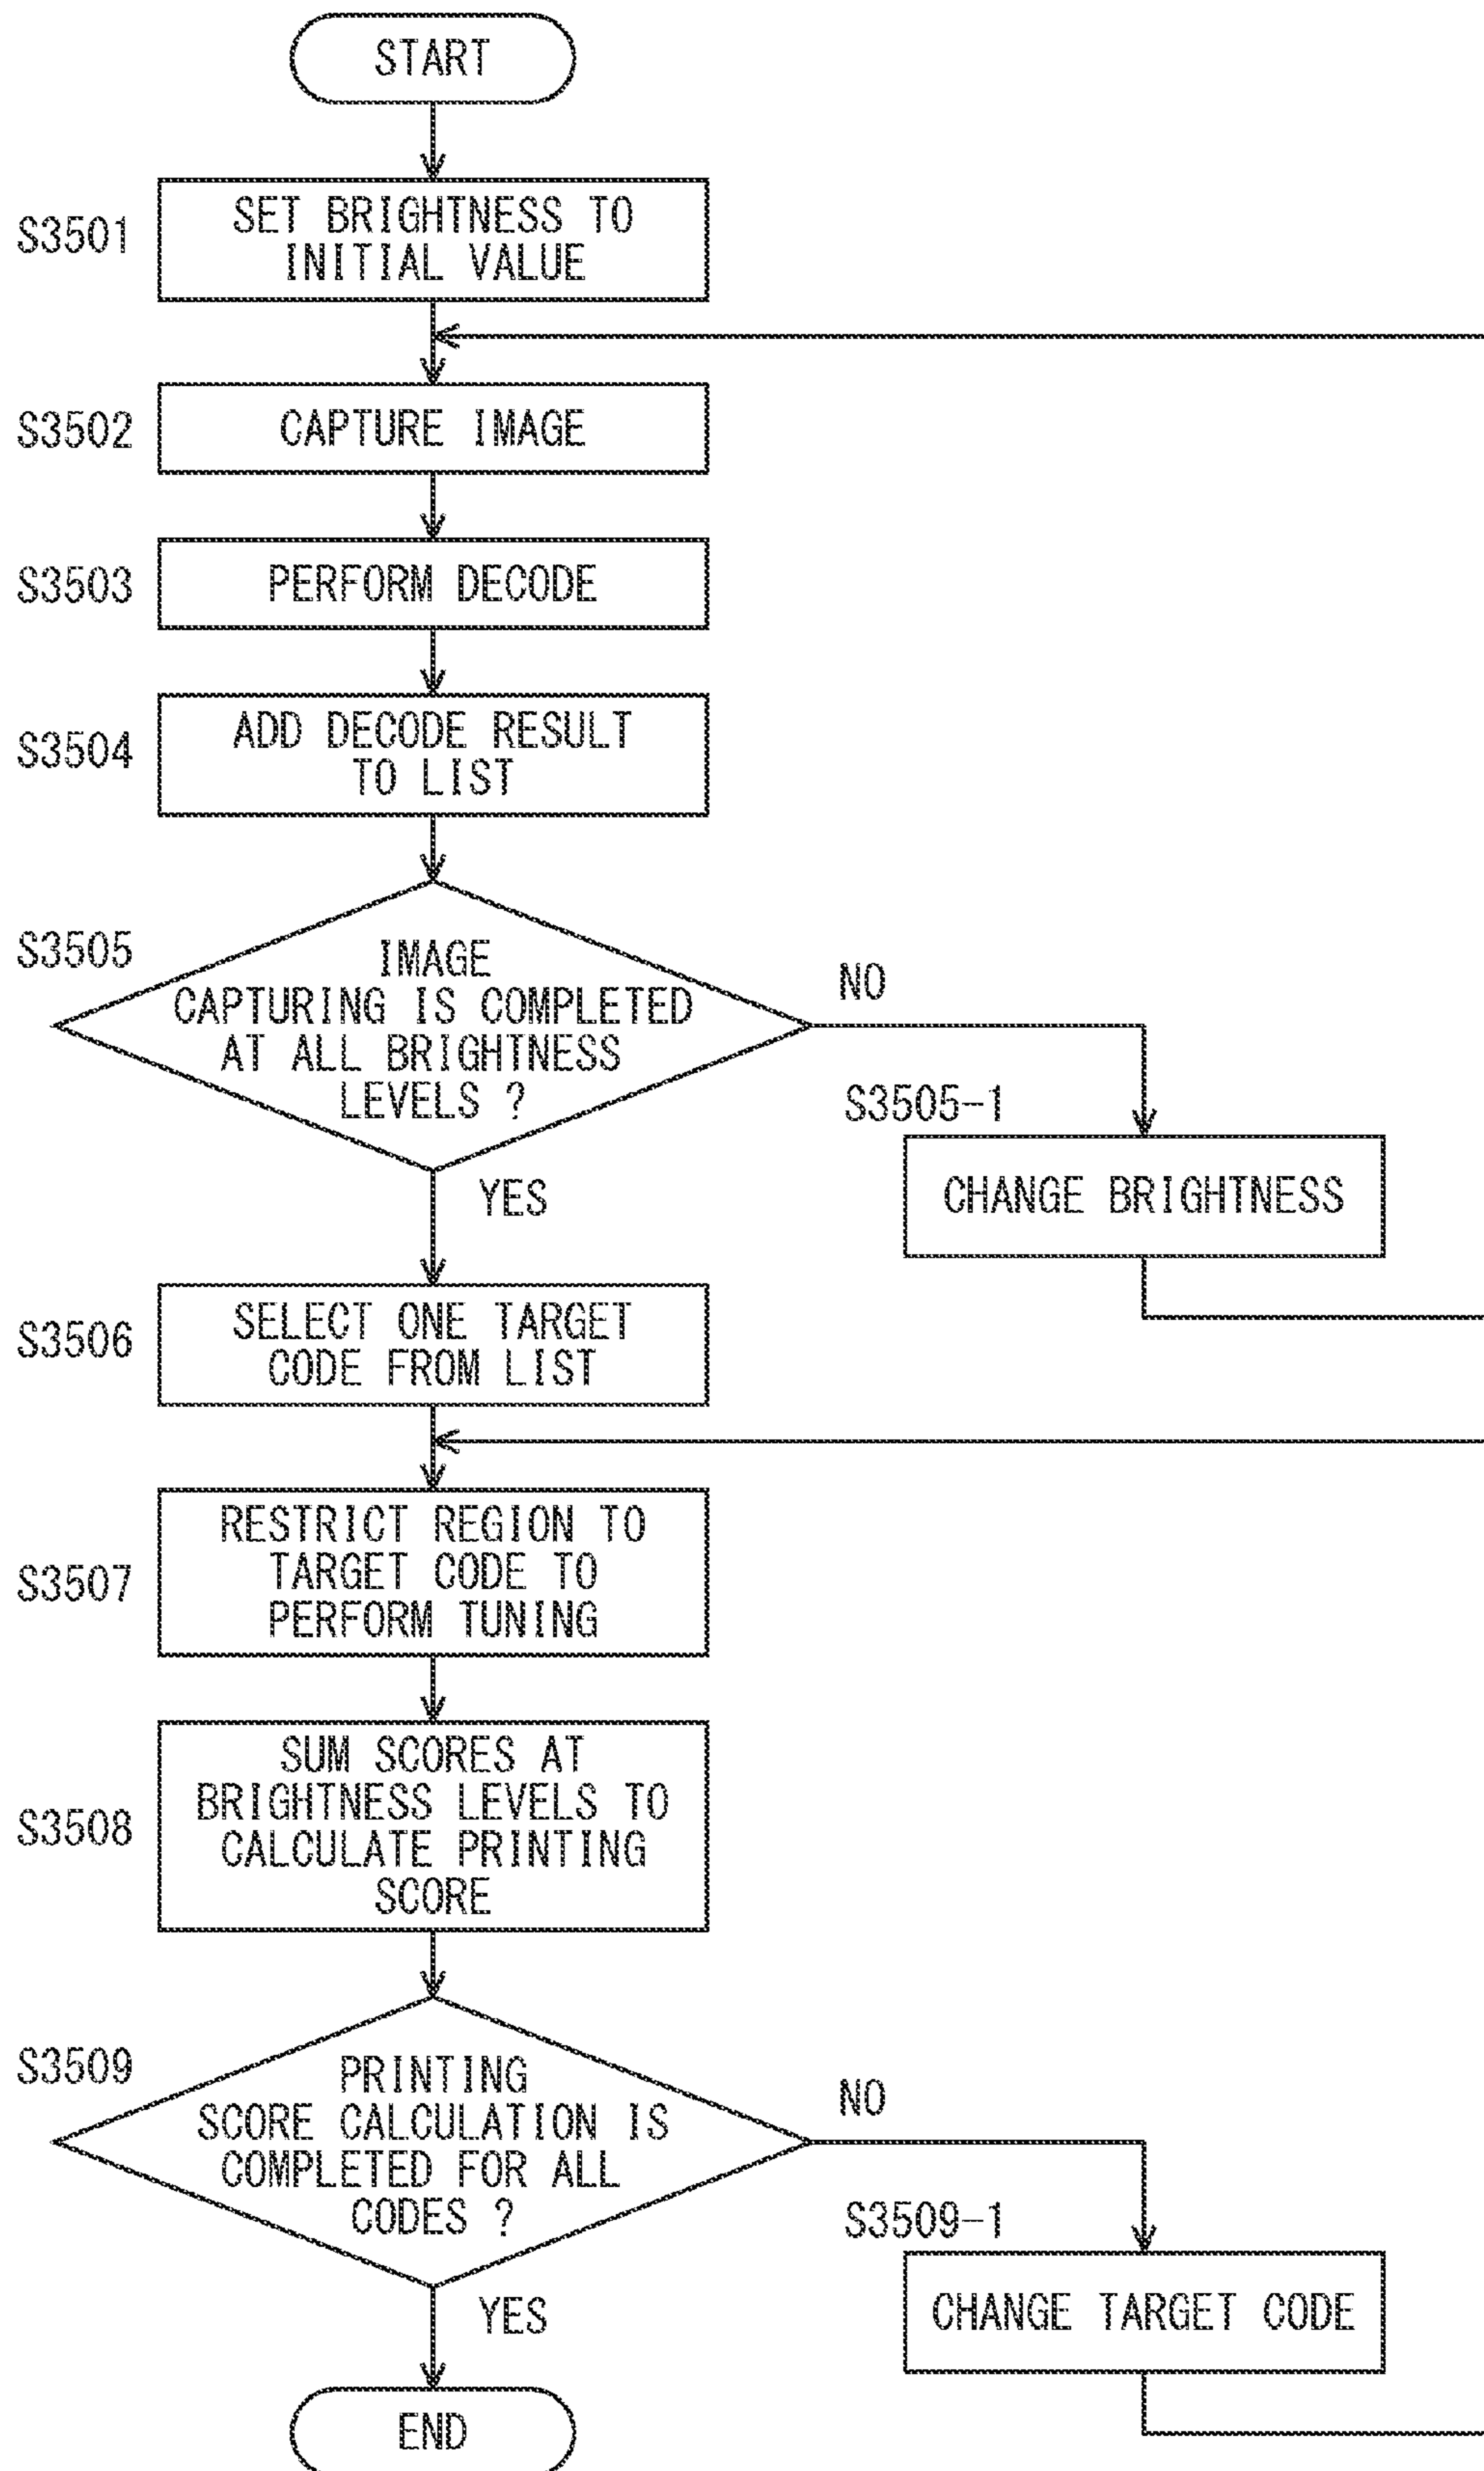 START
S3501
SET BRIGHTNESS TO
INITIAL VALUE
S3502
CAPTURE IMAGE
S3503
PERFORM DECODE
S3504
ADD DECODE RESULT
TO LIST
S3505
IMAGE
CAPTURING IS COMPLETED
AT ALL BRIGHTNESS
LEVELS ?
NO
S3505-1
CHANGE BRIGHTNESS
YES
S3506
SELECT ONE TARGET
CODE FROM LIST
S3507
RESTRICT REGION TO
TARGET CODE TO
PERFORM TUNING
S3508
SUM SCORES AT
BRIGHTNESS LEVELS TO
CALCULATE PRINTING
SCORE
S3509
PRINTING
SCORE CALCULATION IS
COMPLETED FOR ALL
CODES ?
NO
S3509-1
CHANGE TARGET CODE
YES
END